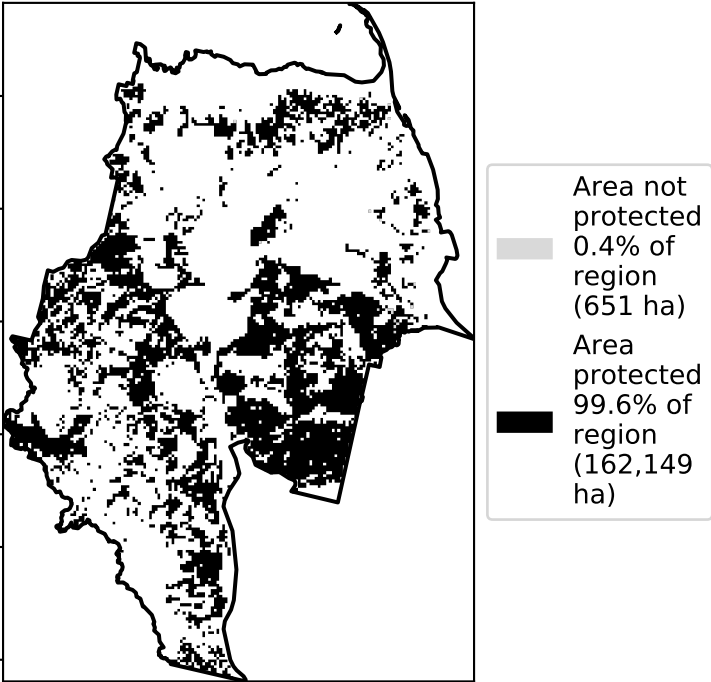 Area not
protected
0.4% of
region
(651 ha)
Area
protected
99.6% of
region
(162,149
ha)